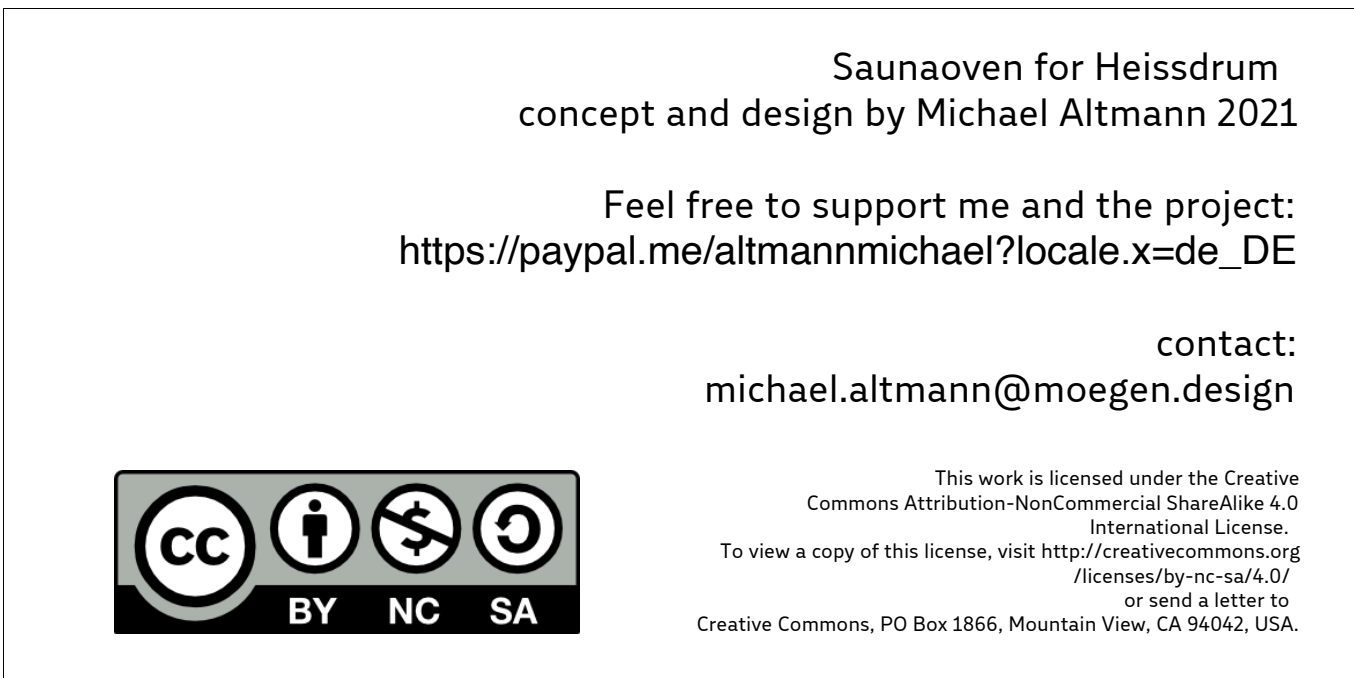 Saunaoven for Heissdrum
concept and design by Michael Altmann 2021
Feel free to support me and the project:
https://paypal.me/altmannmichael?locale.x=de_DE
contact:
michael.altmann@moegen.design
This work is licensed under the Creative
Commons Attribution-NonCommercial ShareAlike 4.0
International License.
To view a copy of this license, visit http://creativecommons.org
/licenses/by-nc-sa/4.0/
or send a letter to
Creative Commons, PO Box 1866, Mountain View, CA 94042, USA.
cc
BY NC SA